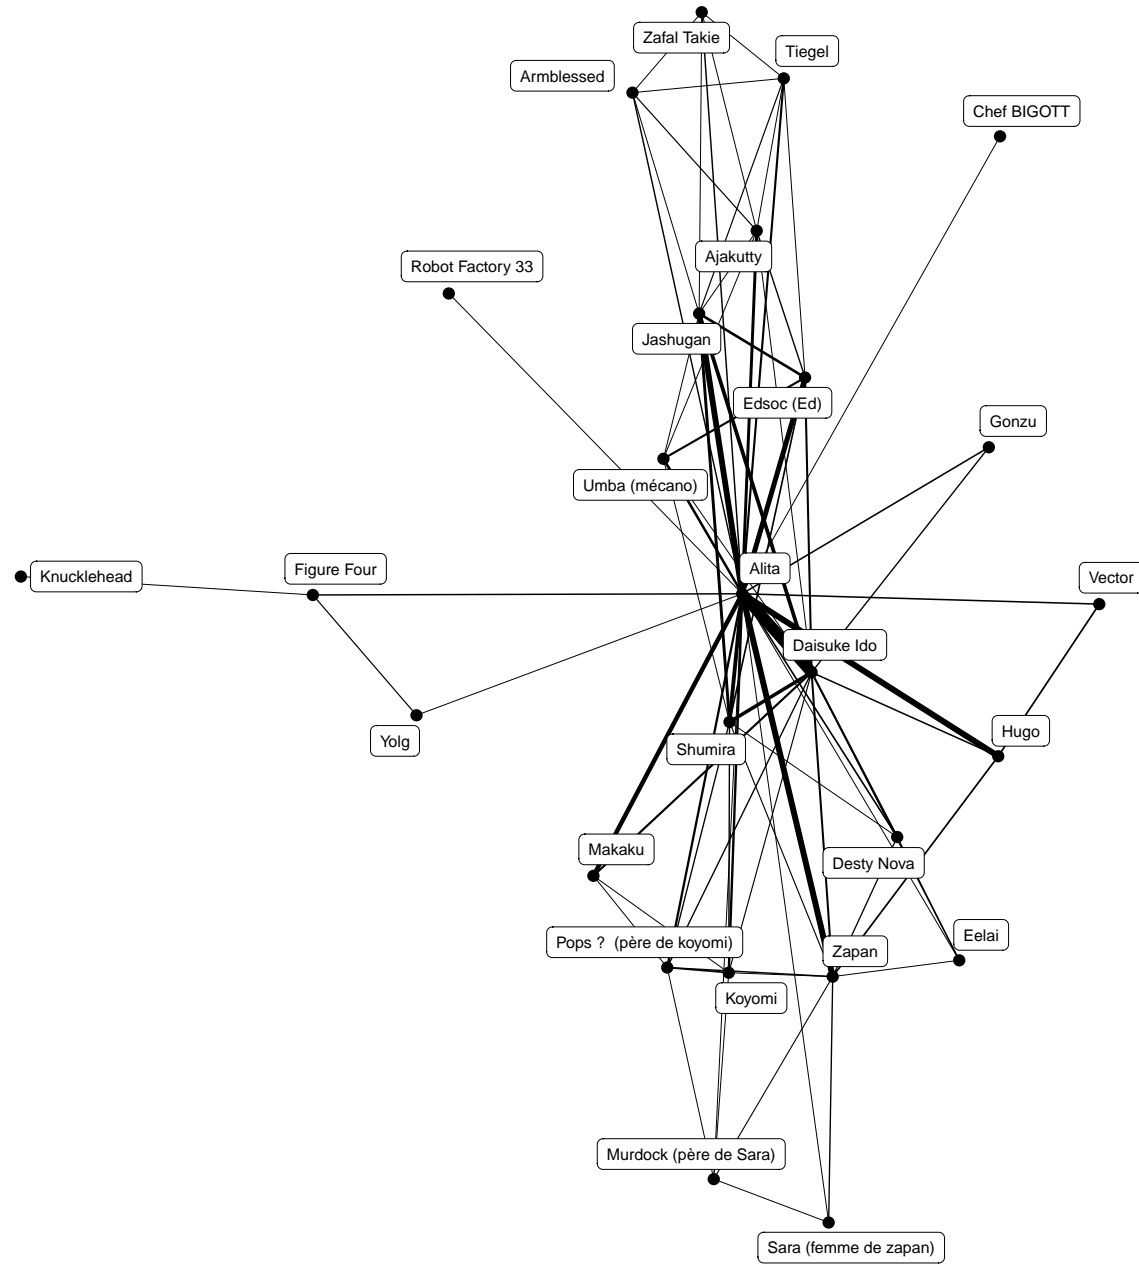 Zafal Takie
Tiegel
Armblessed
Chef BIGOTT
Ajakutty
Robot Factory 33
Jashugan
Edsoc (Ed)
Gonzu
Umba (mécano)
Alita
Figure Four
Knucklehead
Vector
Daisuke Ido
Hugo
Yolg
Shumira
Makaku
Desty Nova
Eelai
Pops ?  (père de koyomi)
Zapan
Koyomi
Murdock (père de Sara)
Sara (femme de zapan)